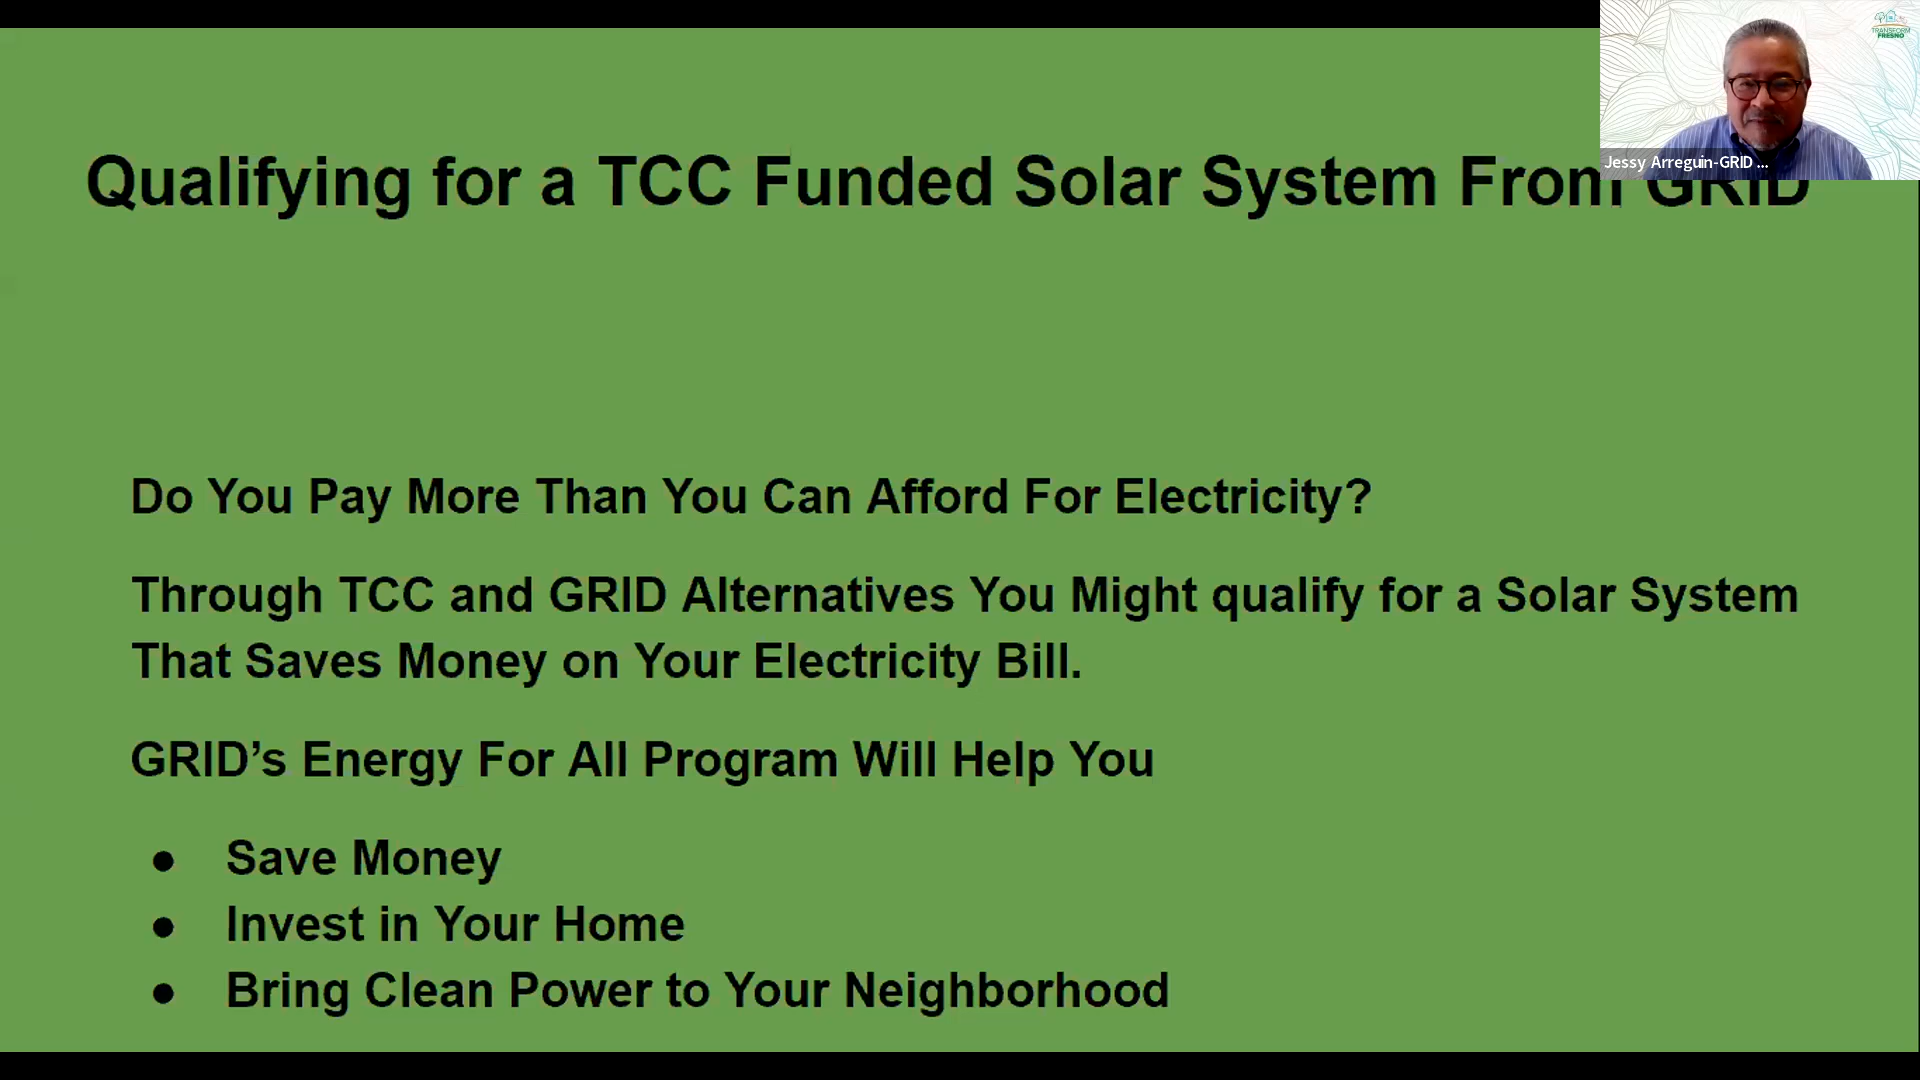 TRANSFORM
FRESNO
Jessy Arreguin-GRID ...
Qualifying for a TCC Funded Solar System From GRID
Do You Pay More Than You Can Afford For Electricity?
Through TCC and GRID Alternatives You Might qualify for a Solar System
That Saves Money on Your Electricity Bill.
GRID’s Energy For All Program Will Help You
● Save Money
● Invest in Your Home
● Bring Clean Power to Your Neighborhood